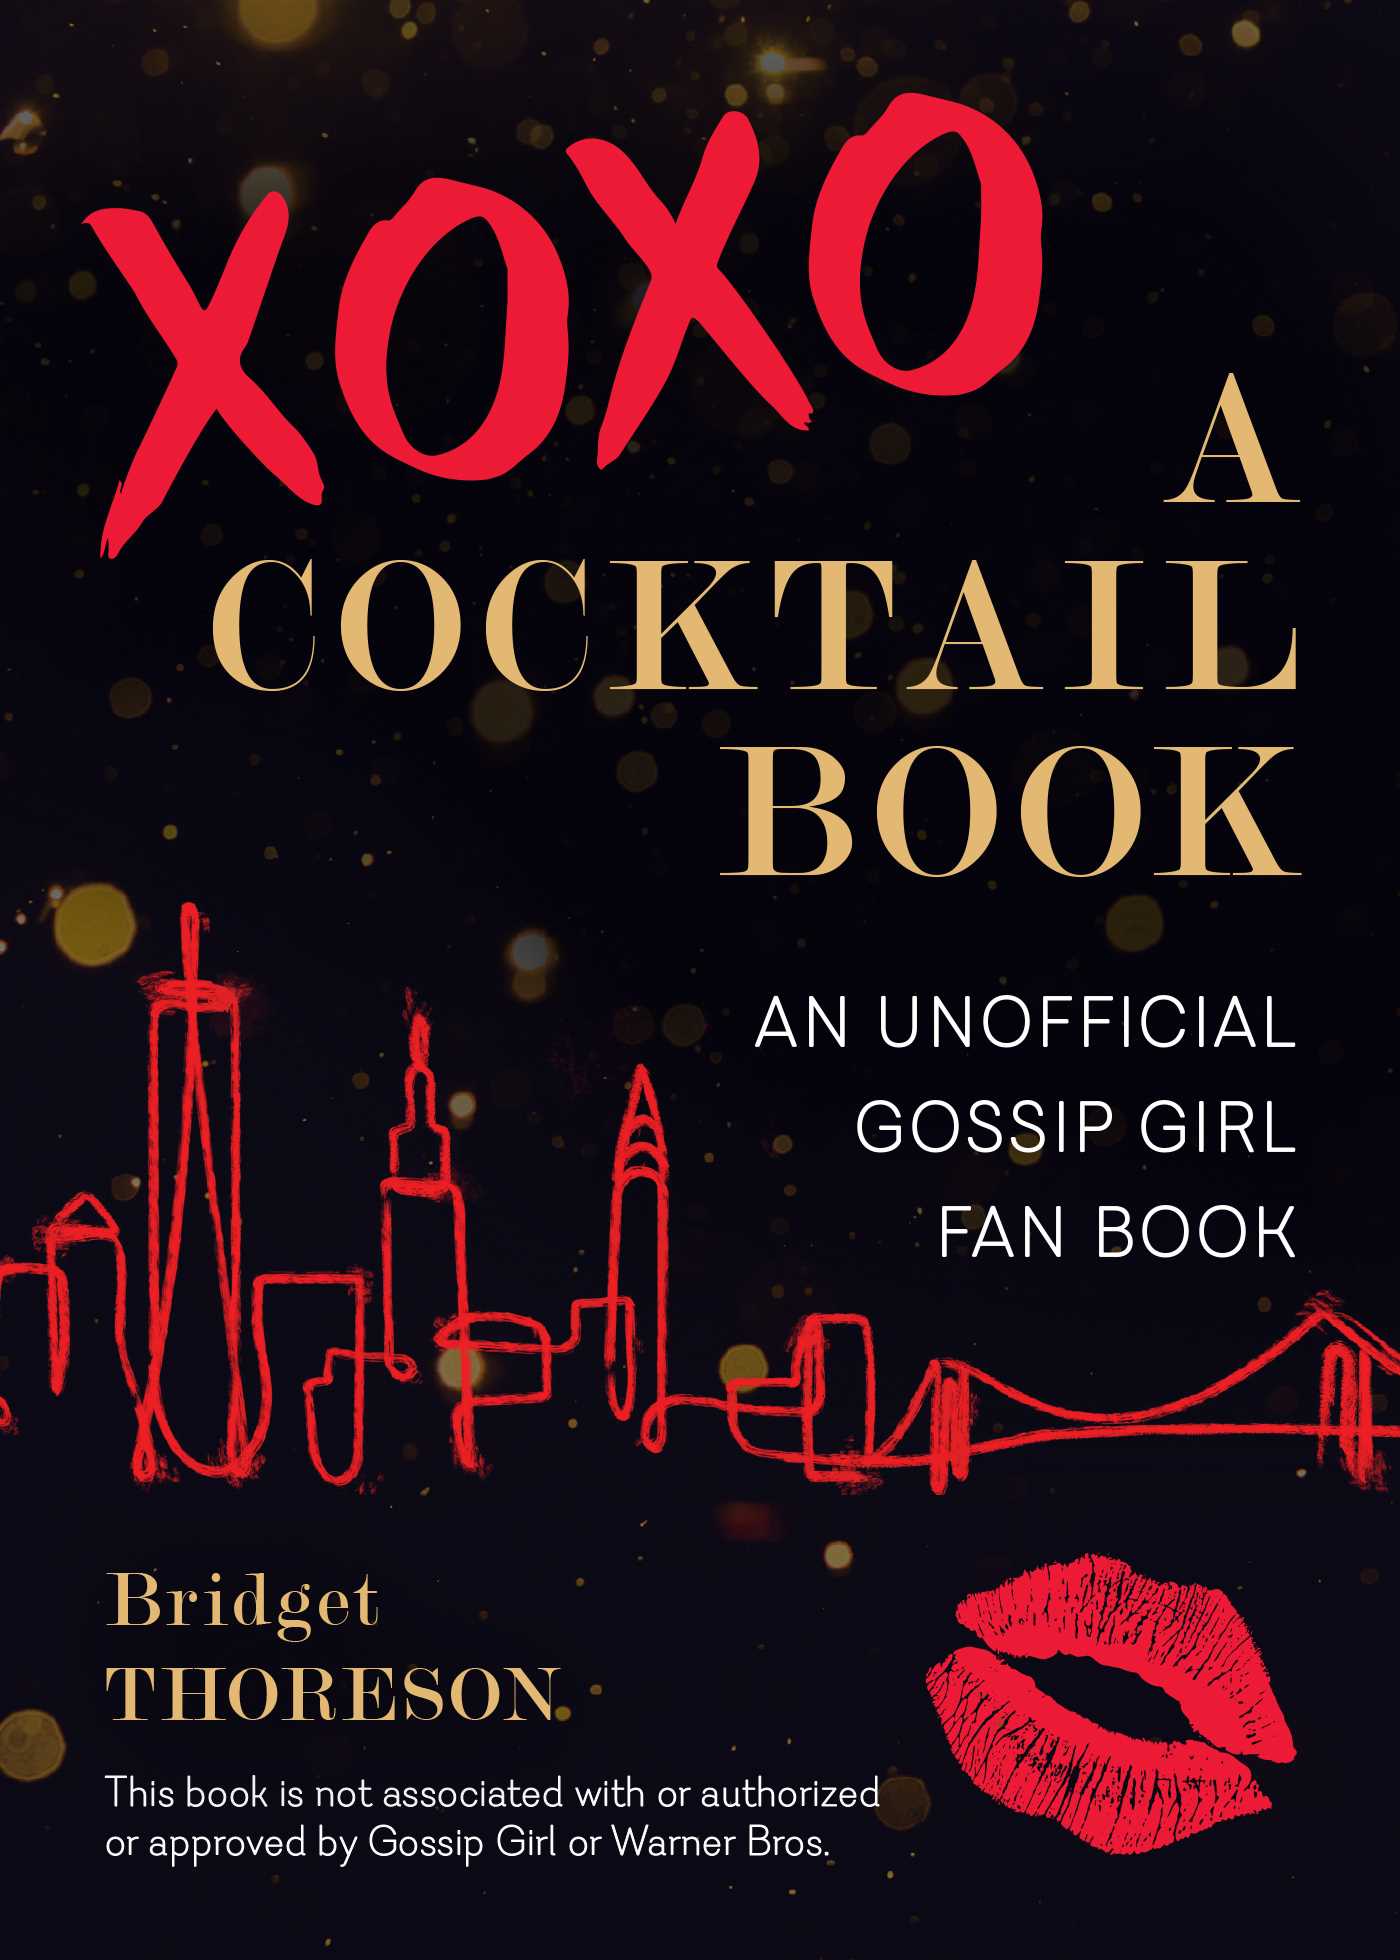 XOXO
A
COCKTAIL
BOOK
AN UNOFFICIAL
GOSSIP GIRL
FAN BOOK
Bridget
THORESON
This book is not associated with or authorized
or approved by Gossip Girl or Warner Bros.